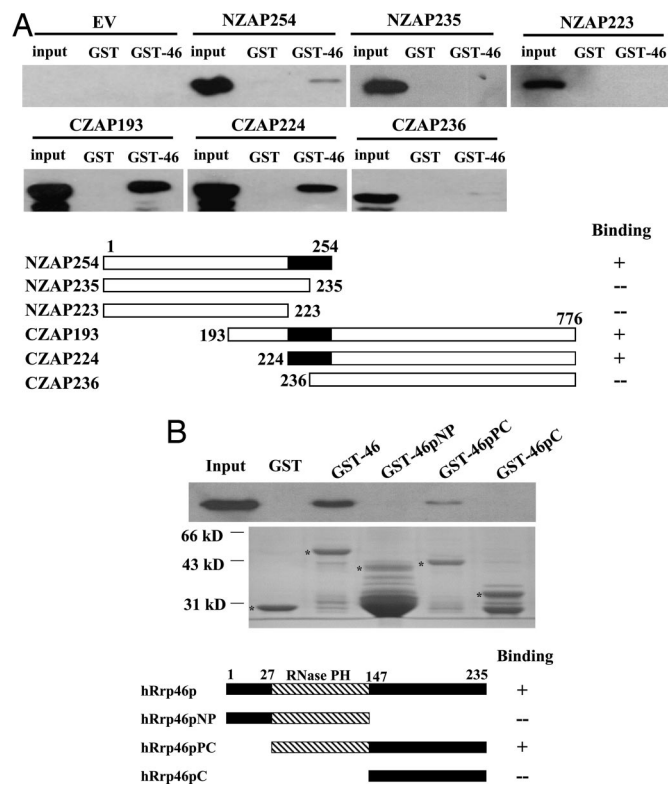 A
EV NZAP254 NZAP235 NZAP223
input GST GST-46 input GST GST-46 input GST GST-46 input GST GST-46
CZAP193 CZAP224 CZAP236
input GST GST-46 input GST GST-46 input GST GST-46
Binding
1 254
NZAP254 +
NZAP235 235 --
NZAP223 223 --
776
CZAP193 193 +
CZAP224 224 +
CZAP236 236 --
B
Input GST GST-46 GST-46pNP GST-46pPC GST-46pC
66 kD
43 kD
31 kD
* * * * *
Binding
1 27 RNase PH 147 235
hRrp46p +
hRrp46pNP --
hRrp46pPC +
hRrp46pC --